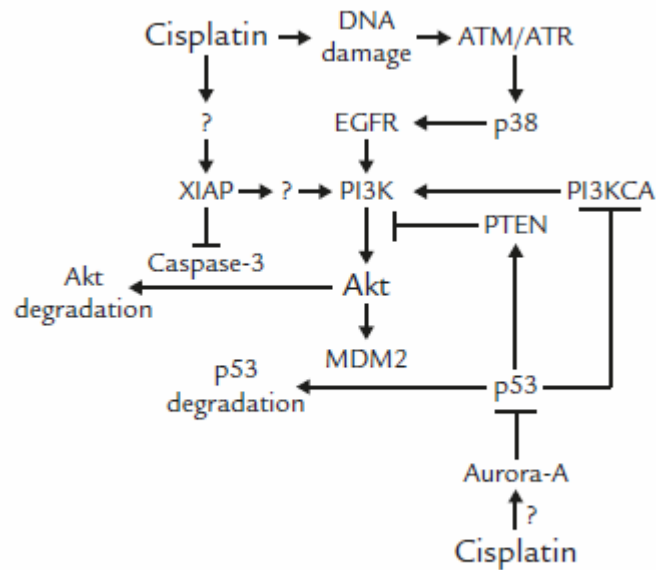 Cisplatin
DNA
damage
ATM/ATR
?
EGFR
p38
XIAP
?
PI3K
PI3KCA
PTEN
Caspase-3
Akt
degradation
Akt
MDM2
p53
degradation
p53
Aurora-A
?
Cisplatin